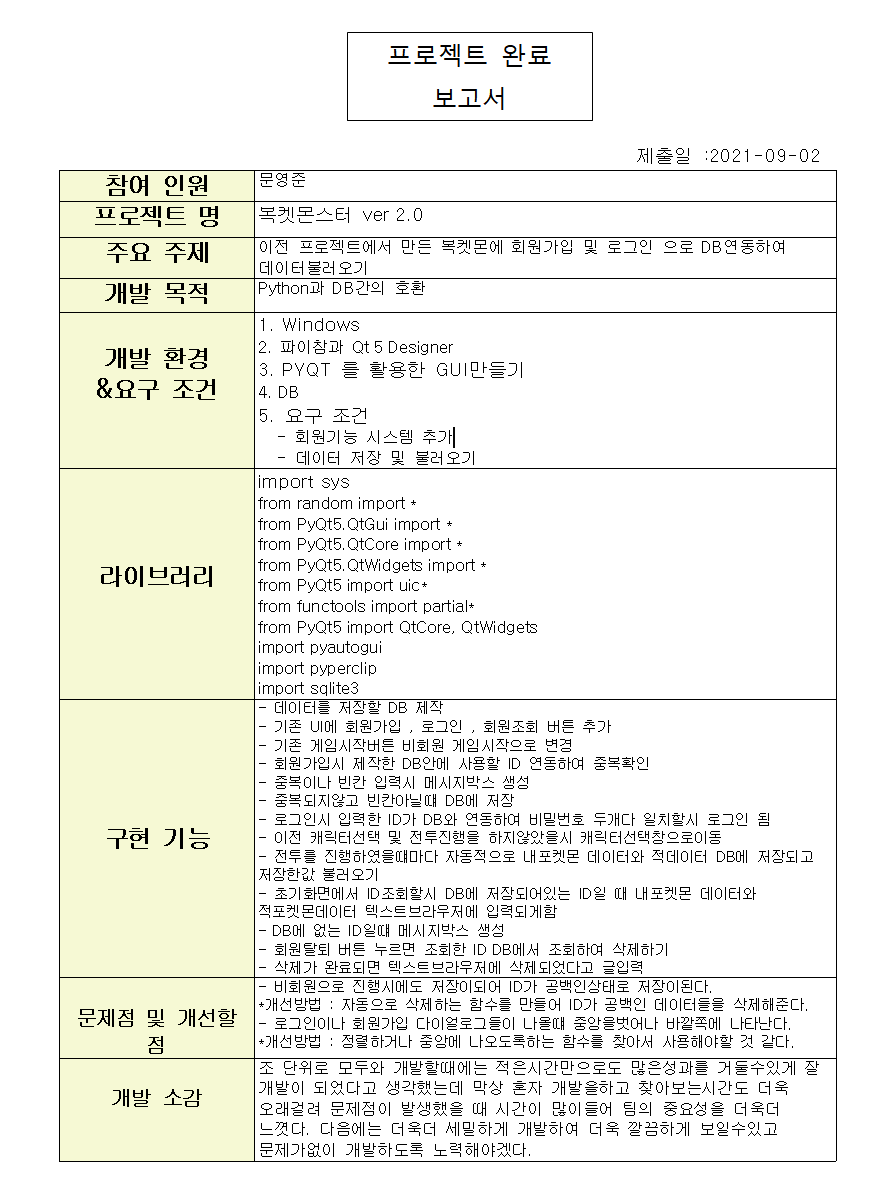 프로젝트 완료
보고서
제출일 :2021-09-02
참여 인원
문영준
프로젝트 명
복켓몬스터 ver 2.0
주요 주제
이전 프로젝트에서 만든 복켓몬에 회원가입 및 로그인 으로 DB연동하여
데이터불러오기
개발 목적
Python과 DB간의 호환
개발 환경
&요구 조건
1. Windows
2. 파이참과 Qt 5 Designer
3. PYQT 를 활용한 GUI만들기
4. DB
5. 요구 조건
- 회원기능 시스템 추가
- 데이터 저장 및 불러오기
라이브러리
import sys
from random import *
from PyQt5.QtGui import *
from PyQt5.QtCore import *
from PyQt5.QtWidgets import *
from PyQt5 import uic*
from functools import partial*
from PyQt5 import QtCore, QtWidgets
import pyautogui
import pyperclip
import sqlite3
구현 기능
- 데이터를 저장할 DB 제작
- 기존 UI에 회원가입 , 로그인 , 회원조회 버튼 추가
- 기존 게임시작버튼 비회원 게임시작으로 변경
- 회원가입시 제작한 DB안에 사용할 ID 연동하여 중복확인
- 중복이나 빈칸 입력시 메시지박스 생성
- 중복되지않고 빈칸아닐때 DB에 저장
- 로그인시 입력한 ID가 DB와 연동하여 비밀번호 두개다 일치할시 로그인 됨
- 이전 캐릭터선택 및 전투진행을 하지않았을시 캐릭터선택창으로이동
- 전투를 진행하였을때마다 자동적으로 내포켓몬 데이터와 적데이터 DB에 저장되고
저장한값 불러오기
- 초기화면에서 ID조회할시 DB에 저장되어있는 ID일 때 내포켓몬 데이터와
적포켓몬데이터 텍스트브라우저에 입력되게함
- DB에 없는 ID일떄 메시지박스 생성
- 회원탈퇴 버튼 누르면 조회한 ID DB에서 조회하여 삭제하기
- 삭제가 완료되면 텍스트브라우저에 삭제되었다고 글입력
문제점 및 개선할
점
- 비회원으로 진행시에도 저장이되어 ID가 공백인상태로 저장이된다.
*개선방법 : 자동으로 삭제하는 함수를 만들어 ID가 공백인 데이터들을 삭제해준다.
- 로그인이나 회원가입 다이얼로그들이 나올떄 중앙을벗어나 바깥쪽에 나타난다.
*개선방법 : 정렬하거나 중앙에 나오도록하는 함수를 찾아서 사용해야할 것 같다.
개발 소감
조 단위로 모두와 개발할때에는 적은시간만으로도 많은성과를 거둘수있게 잘
개발이 되었다고 생각했는데 막상 혼자 개발을하고 찾아보는시간도 더욱
오래걸려 문제점이 발생했을 때 시간이 많이들어 팀의 중요성을 더욱더
느꼇다. 다음에는 더욱더 세밀하게 개발하여 더욱 깔끔하게 보일수있고
문제가없이 개발하도록 노력해야겟다.